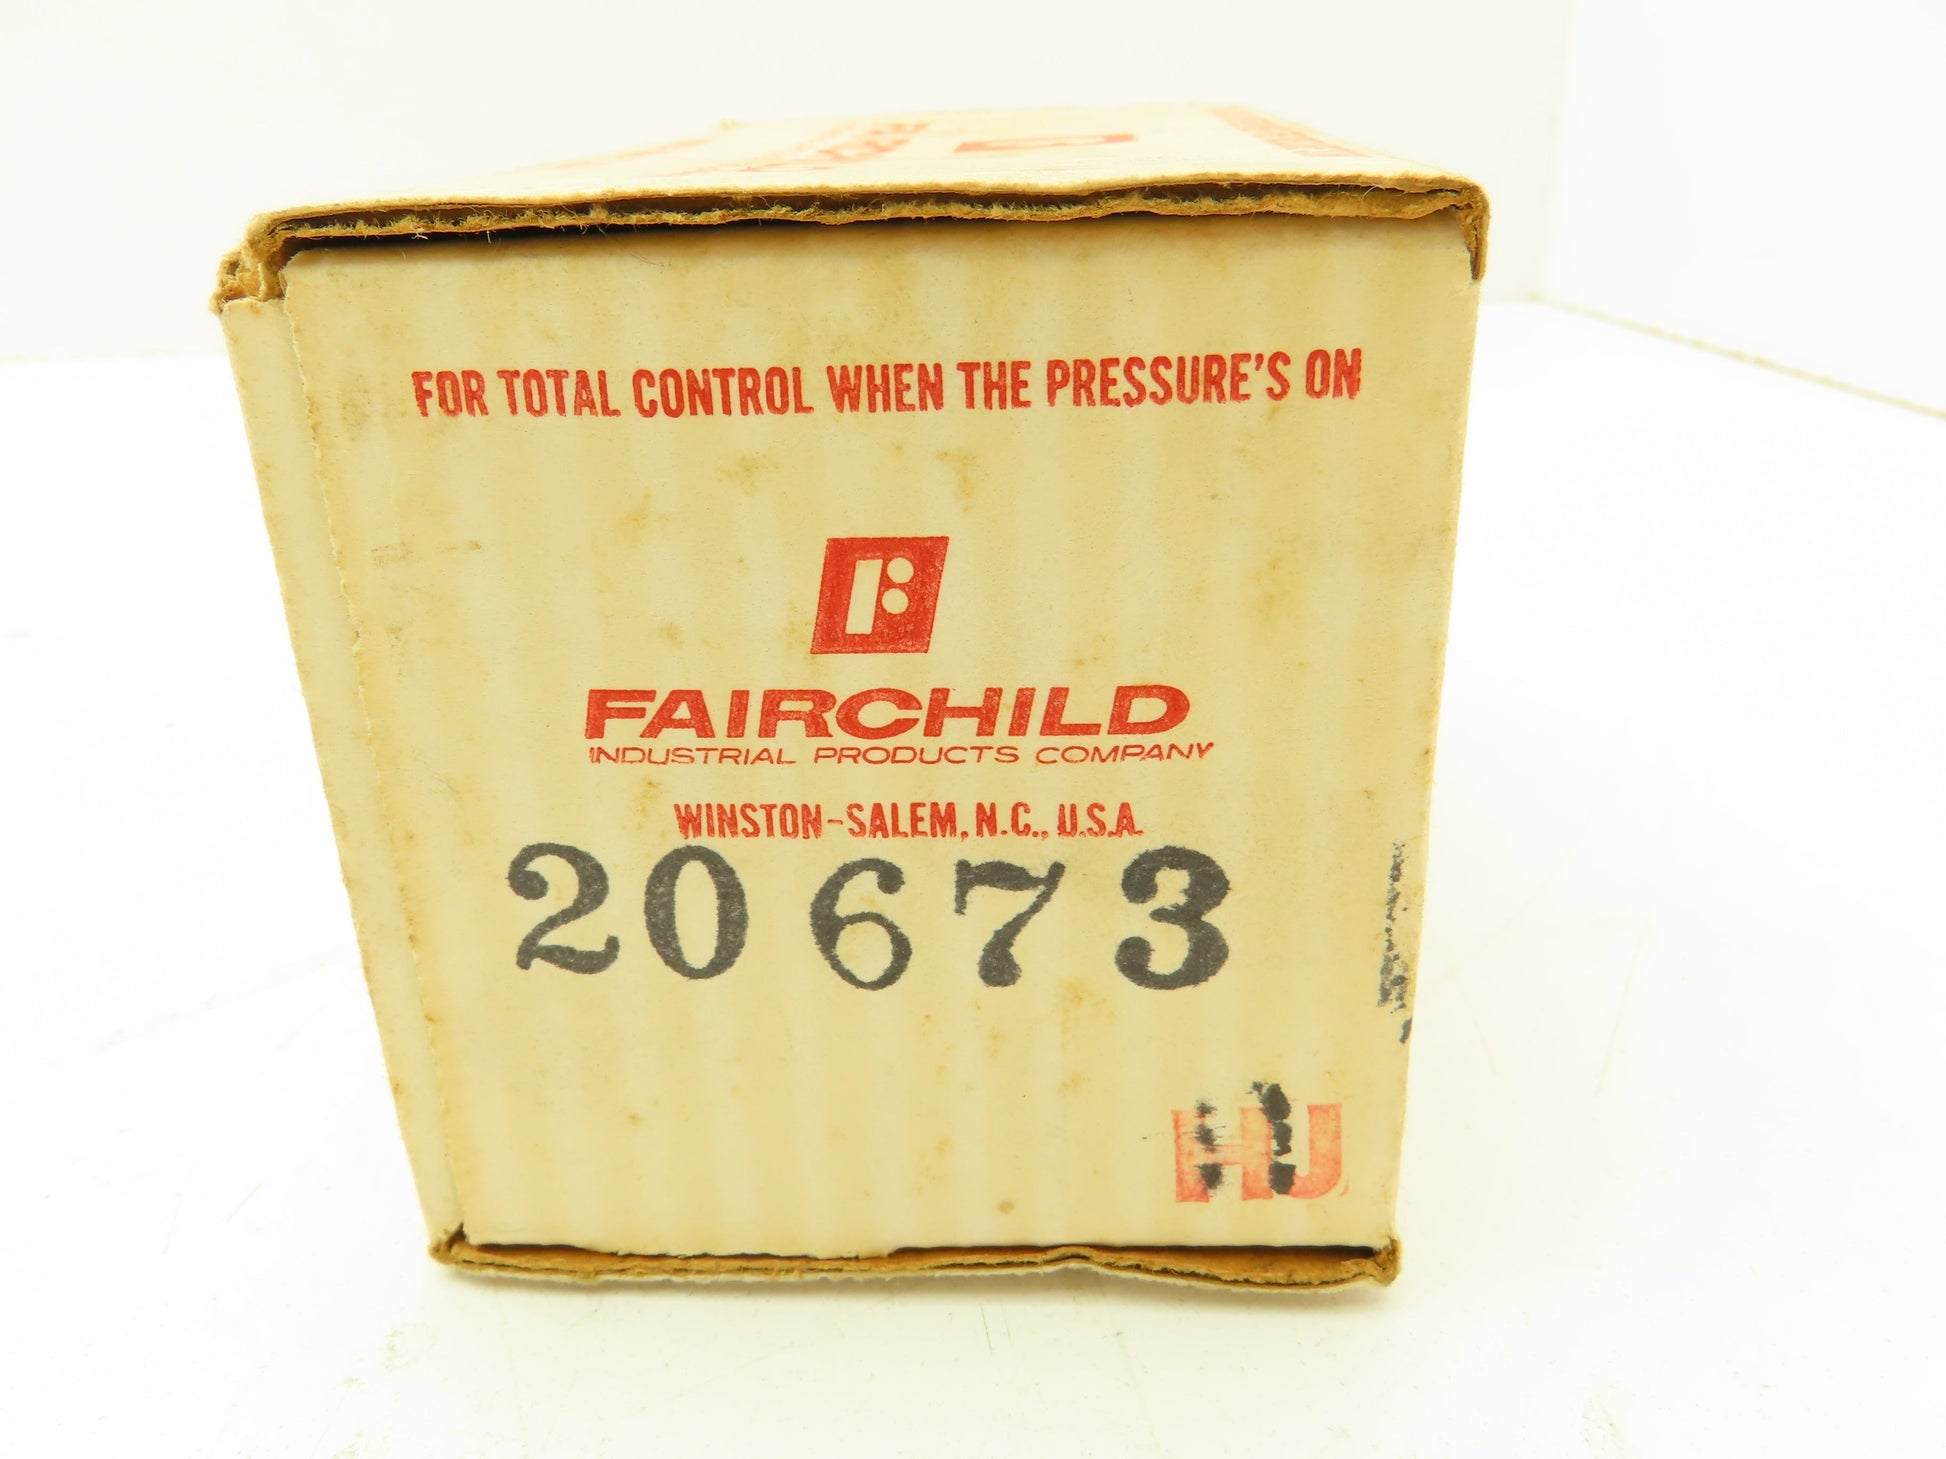 FOR TOTAL CONTROL WHEN THE PRESSURE'S ON
FAIRCHILD
INDUSTRIAL PRODUCTS COMPANY
WINSTON-SALEM, N.C., U.S.A.
20673
HJ